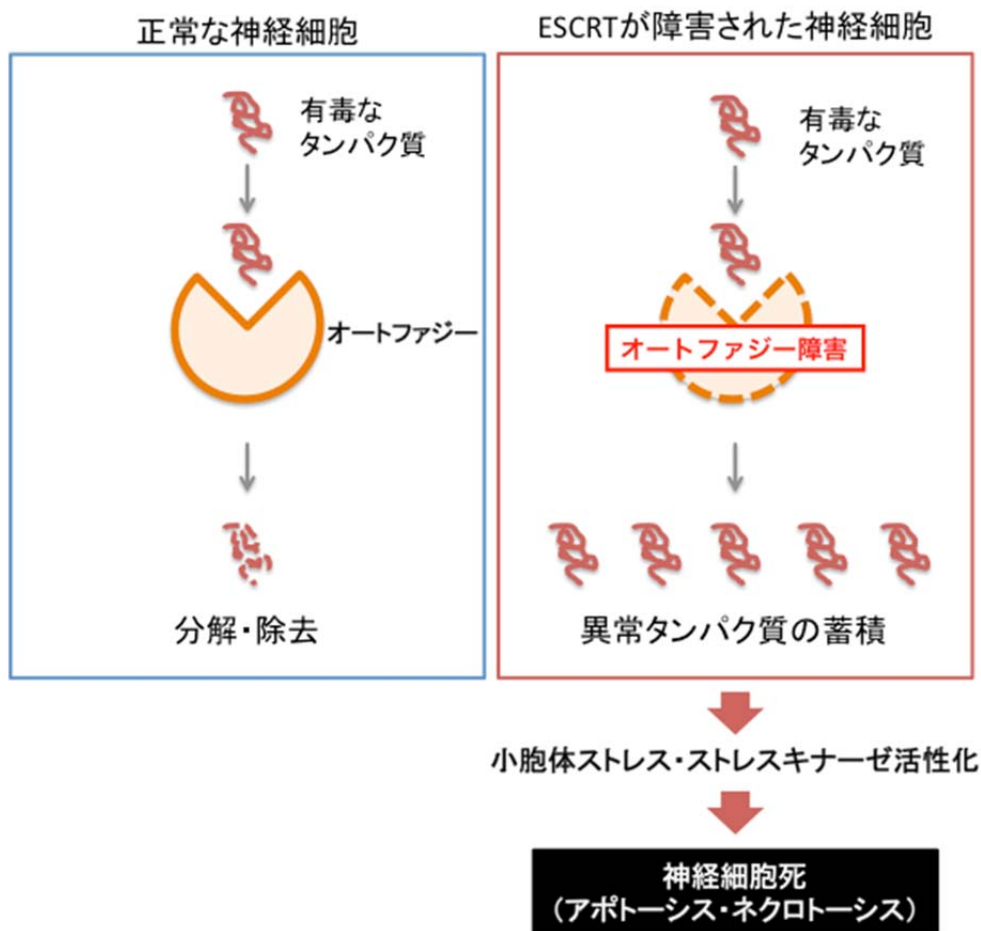 正常な神経細胞
有毒な
タンパク質
オートファジー
分解・除去
ESCRTが障害された神経細胞
有毒な
タンパク質
オートファジー障害
異常タンパク質の蓄積
小胞体ストレス・ストレスキナーゼ活性化
神経細胞死
（アポトーシス・ネクロトーシス）